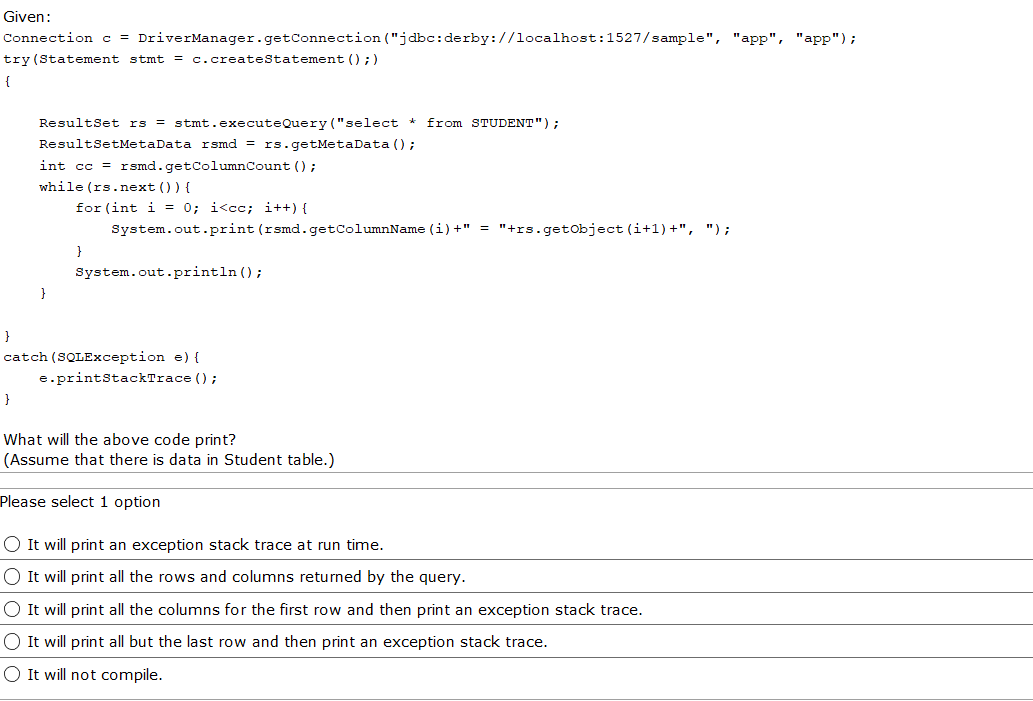 Given:
Connection c = DriverManager.getConnection("jdbc:derby://localhost:1527/sample", "app", "app");
try(Statement stmt = c.createStatement();)
{
ResultSet rs = stmt.executeQuery("select * from STUDENT");
ResultSetMetaData rsmd = rs.getMetaData();
int cc = rsmd.getColumnCount();
while(rs.next()){
for(int i = 0; i<cc; i++){
System.out.print(rsmd.getColumnName(i)+" = "+rs.getObject(i+1)+", ");
}
System.out.println();
}
}
catch(SQLException e){
e.printStackTrace();
}
What will the above code print?
(Assume that there is data in Student table.)
Please select 1 option
It will print an exception stack trace at run time.
It will print all the rows and columns returned by the query.
It will print all the columns for the first row and then print an exception stack trace.
It will print all but the last row and then print an exception stack trace.
It will not compile.